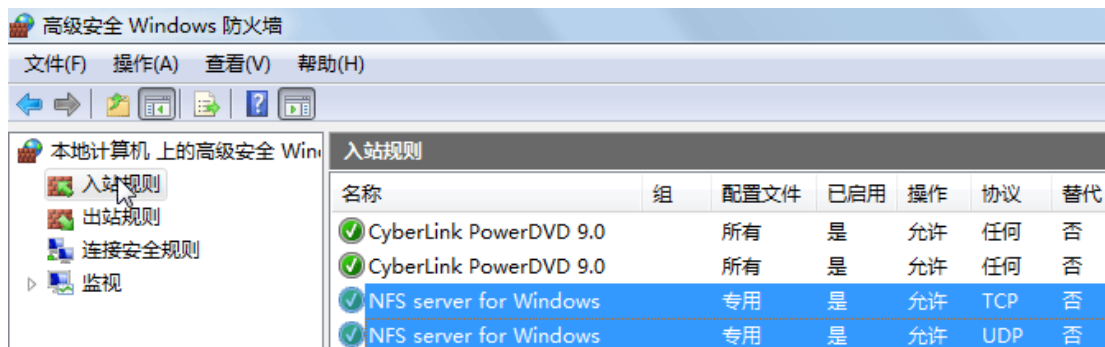 高级安全 Windows 防火墙
文件(F) 操作(A) 查看(V) 帮助(H)
本地计算机 上的高级安全 Win
入站规则
出站规则
连接安全规则
监视
入站规则
名称 组 配置文件 已启用 操作 协议 替代
CyberLink PowerDVD 9.0 所有 是 允许 任何 否
CyberLink PowerDVD 9.0 所有 是 允许 任何 否
NFS server for Windows 专用 是 允许 TCP 否
NFS server for Windows 专用 是 允许 UDP 否